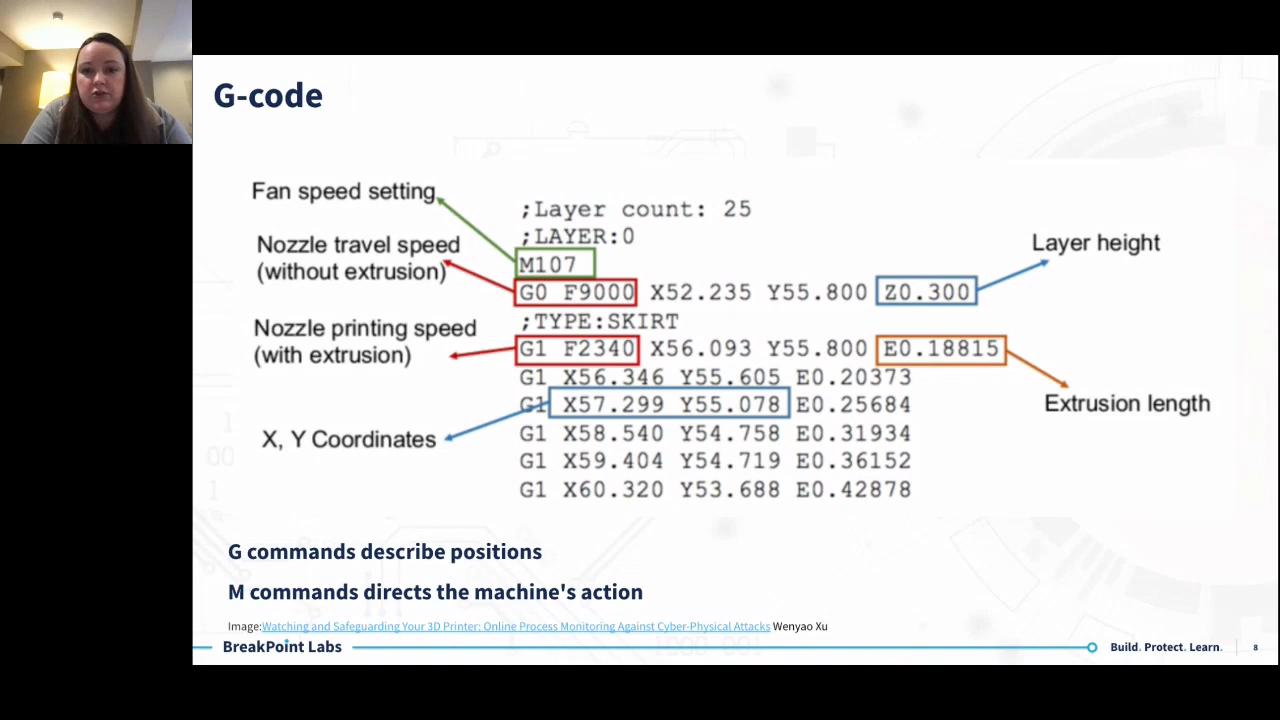 G-code
Fan speed setting
Nozzle travel speed
(without extrusion)
Nozzle printing speed
(with extrusion)
X, Y Coordinates
;Layer count: 25
;LAYER:0
M107
G0 F9000 X52.235 Y55.800 Z0.300
;TYPE:SKIRT
G1 F2340 X56.093 Y55.800 E0.18815
G1 X56.346 Y55.605 E0.20373
G1 X57.299 Y55.078 E0.25684
G1 X58.540 Y54.758 E0.31934
G1 X59.404 Y54.719 E0.36152
G1 X60.320 Y53.688 E0.42878
Layer height
Extrusion length
G commands describe positions
M commands directs the machine's action
Image:Watching and Safeguarding Your 3D Printer: Online Process Monitoring Against Cyber-Physical Attacks Wenyao Xu
BreakPoint Labs
Build. Protect. Learn.
8